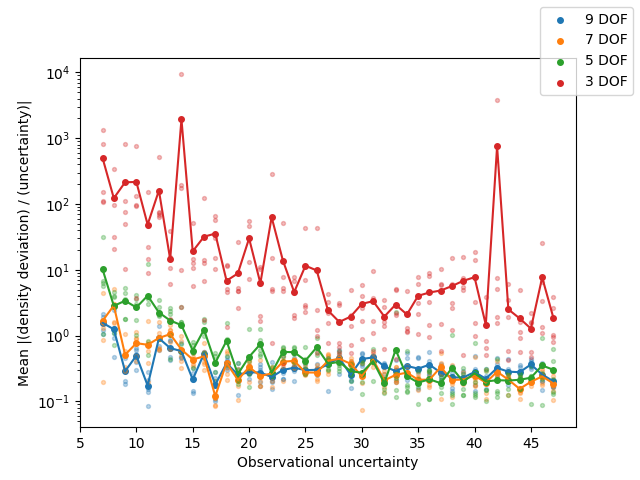 9 DOF
7 DOF
5 DOF
3 DOF
10⁴
10³
10²
10¹
10⁰
10⁻¹
Mean |(density deviation) / (uncertainty)|
5 10 15 20 25 30 35 40 45
Observational uncertainty